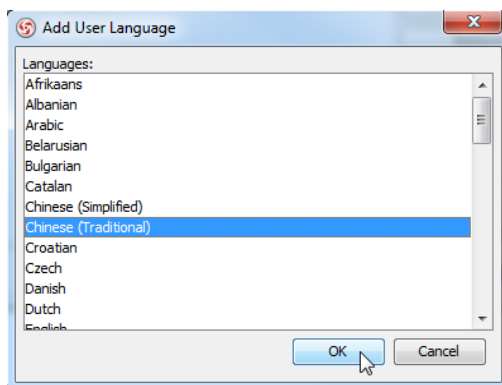 Add User Language
Languages:
Afrikaans
Albanian
Arabic
Belarusian
Bulgarian
Catalan
Chinese (Simplified)
Chinese (Traditional)
Croatian
Czech
Danish
Dutch
English
OK
Cancel